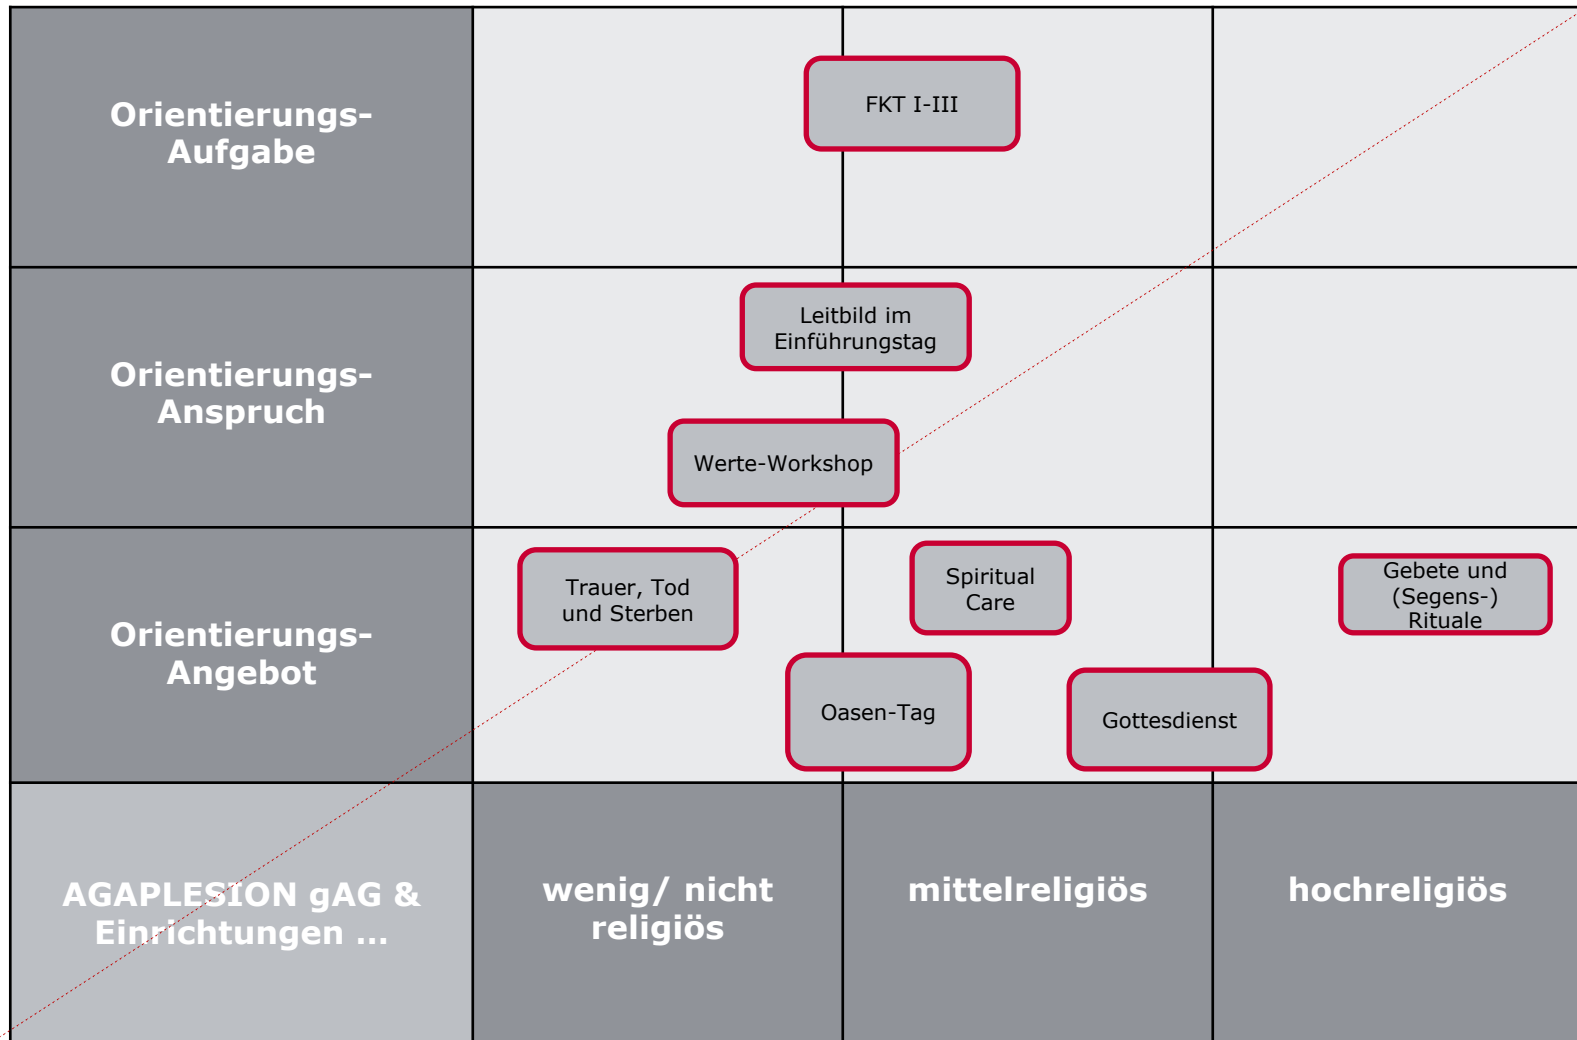 Orientierungs-
Aufgabe
FKT I-III
Orientierungs-
Anspruch
Leitbild im
Einführungstag
Werte-Workshop
Orientierungs-
Angebot
Trauer, Tod
und Sterben
Spiritual
Care
Gebete und
(Segens-)
Rituale
Oasen-Tag
Gottesdienst
AGAPLESION gAG &
Einrichtungen ...
wenig/ nicht
religiös
mittelreligiös
hochreligiös